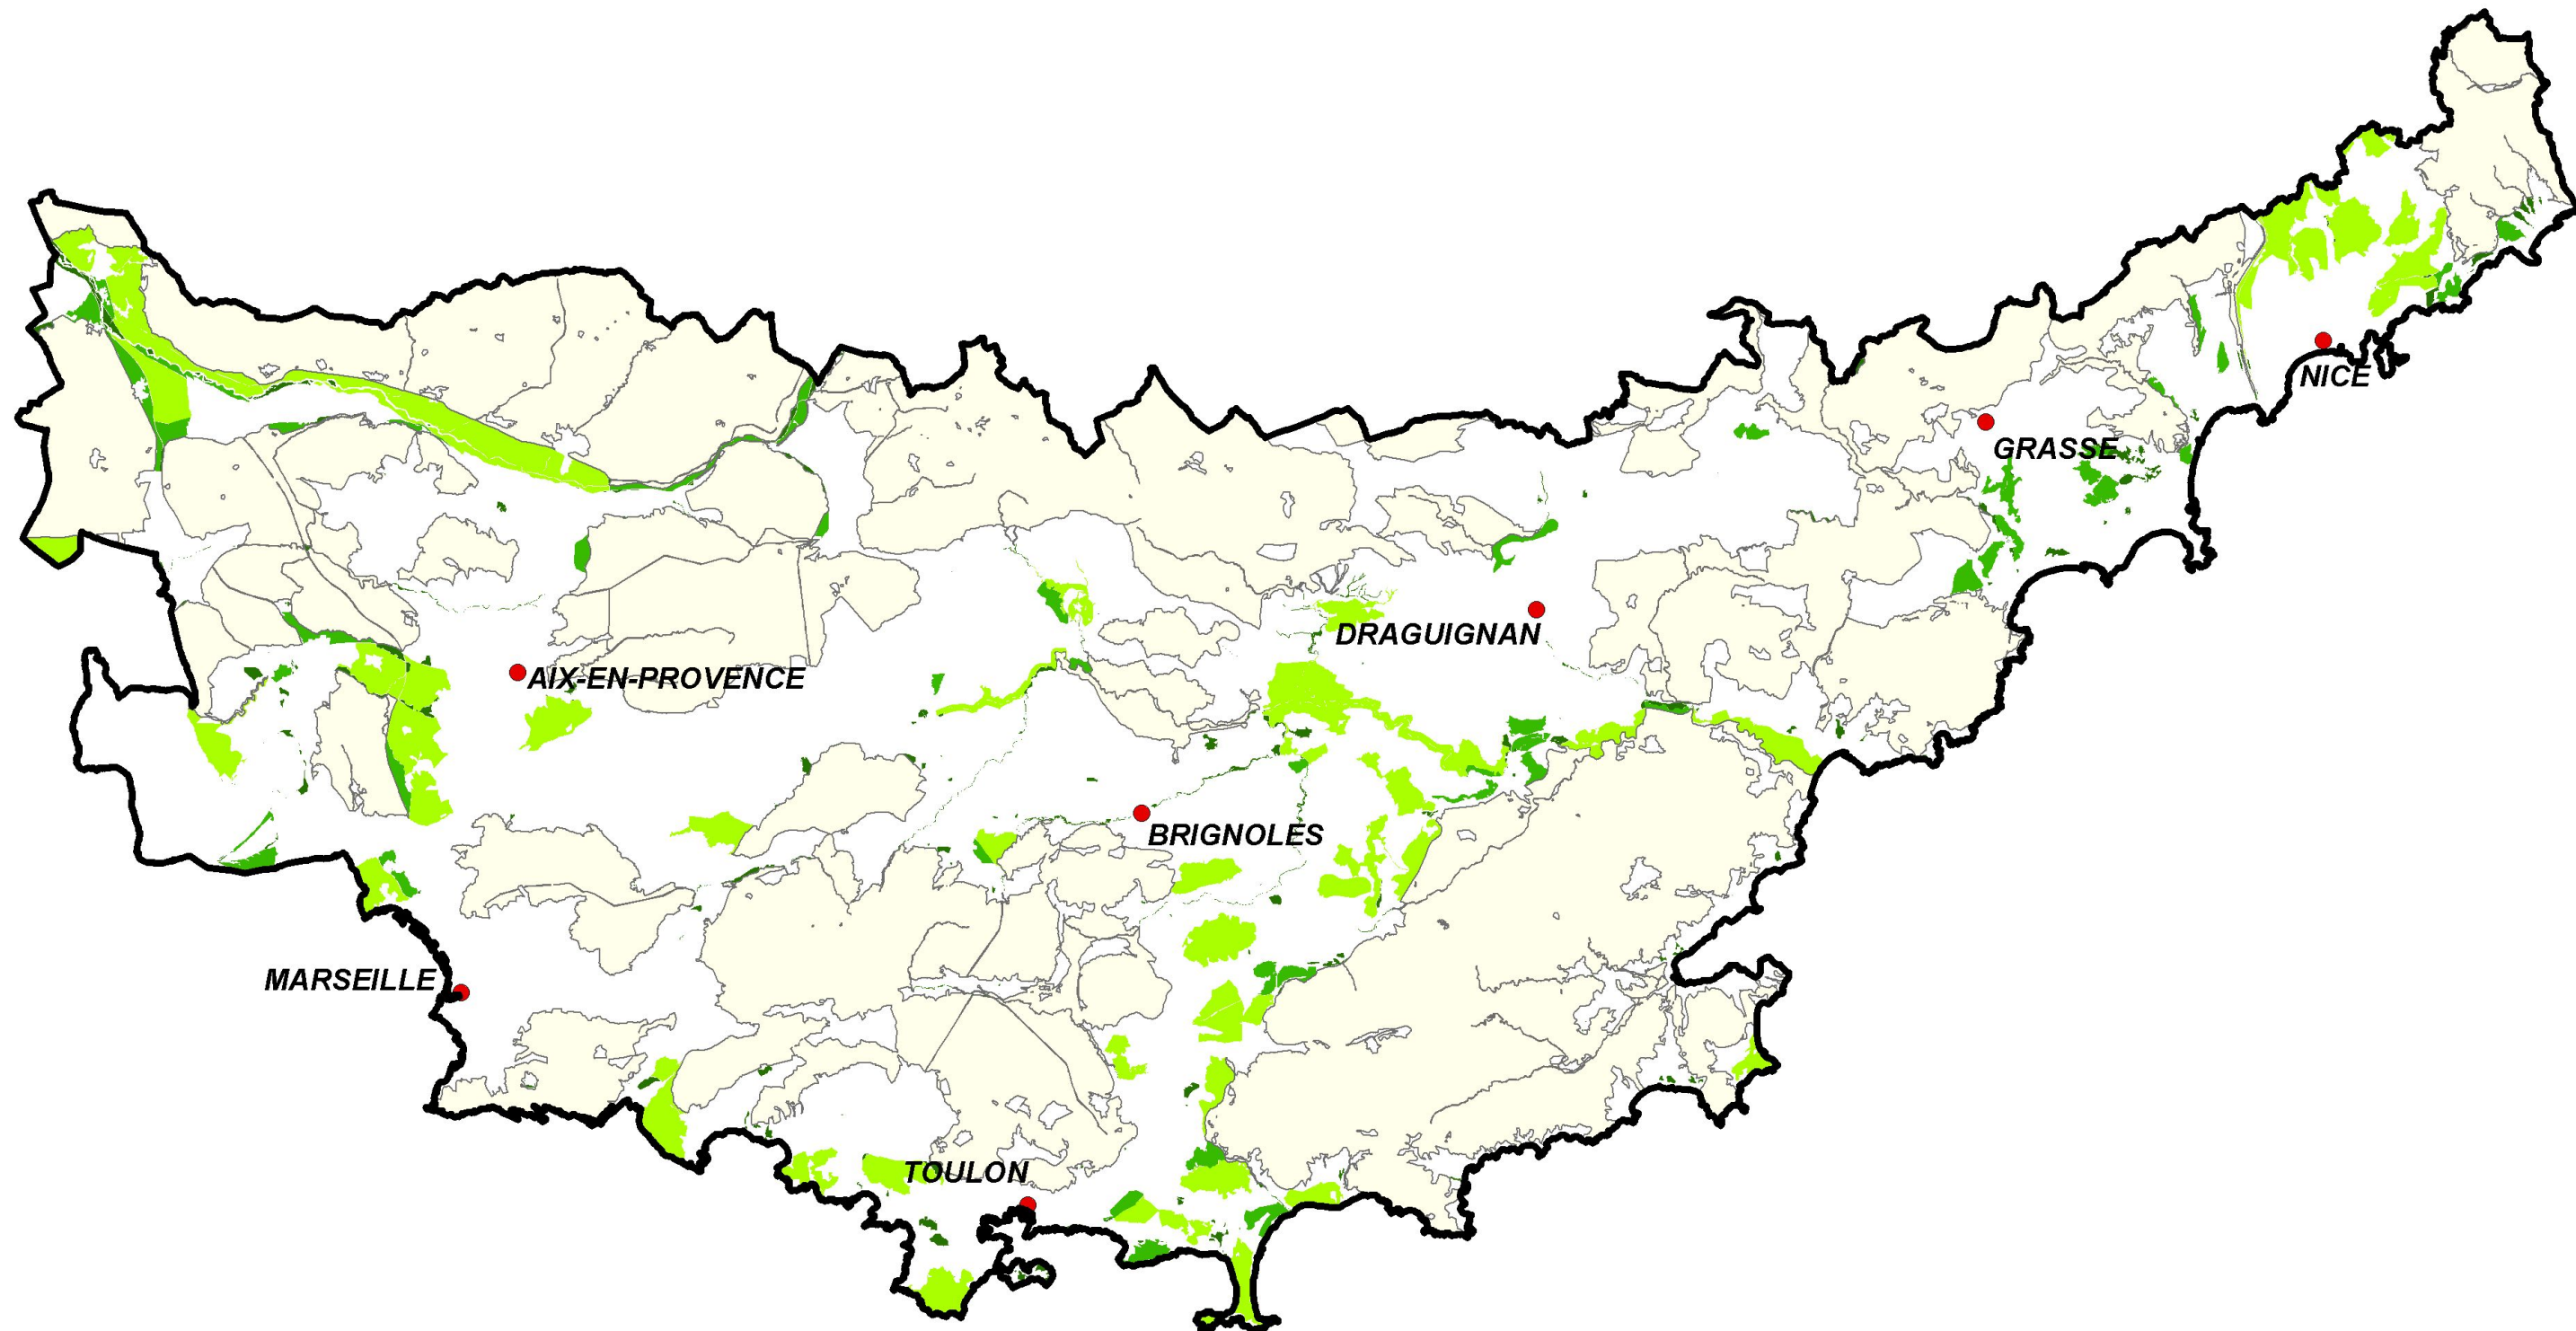 NICE
GRASSE
DRAGUIGNAN
AIX-EN-PROVENCE
BRIGNOLES
MARSEILLE
TOULON